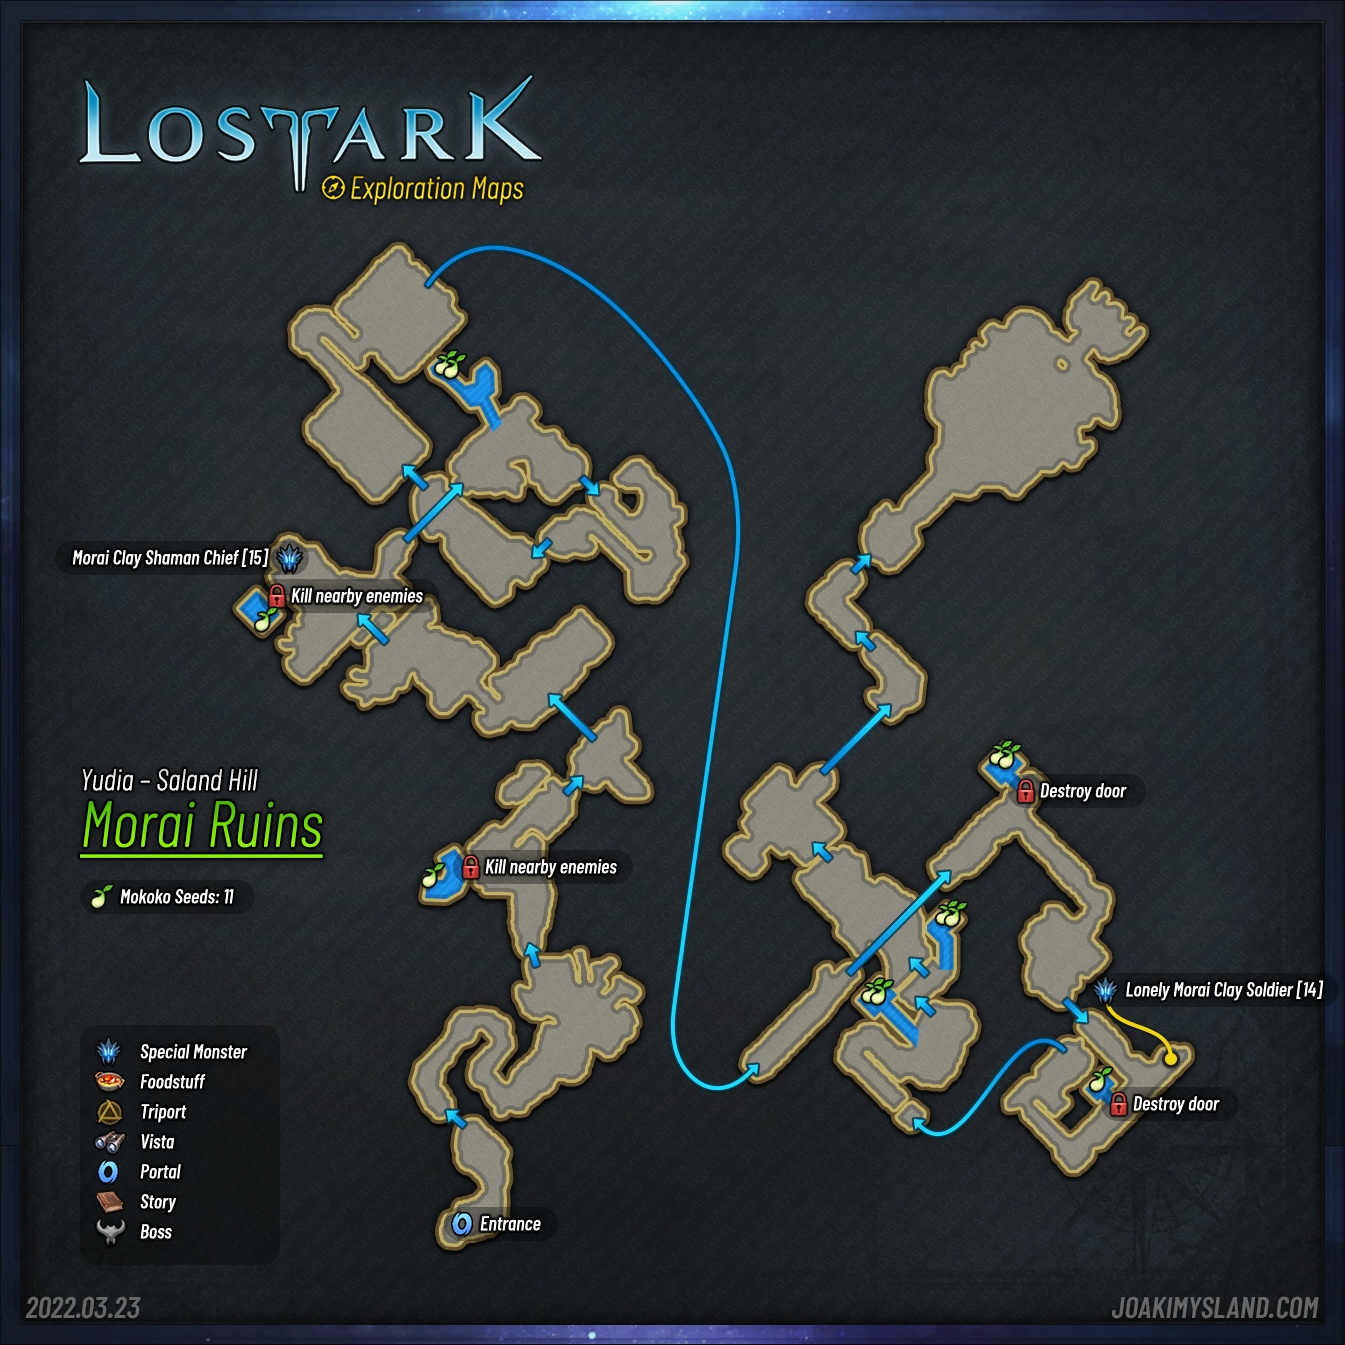 LOSTARK
Exploration Maps
Morai Clay Shaman Chief [15]
Kill nearby enemies
Yudia – Saland Hill
Morai Ruins
Mokoko Seeds: 11
Kill nearby enemies
Destroy door
Lonely Morai Clay Soldier [14]
Destroy door
Special Monster
Foodstuff
Triport
Vista
Portal
Story
Boss
Entrance
2022.03.23
JOAKIMYSLAND.COM